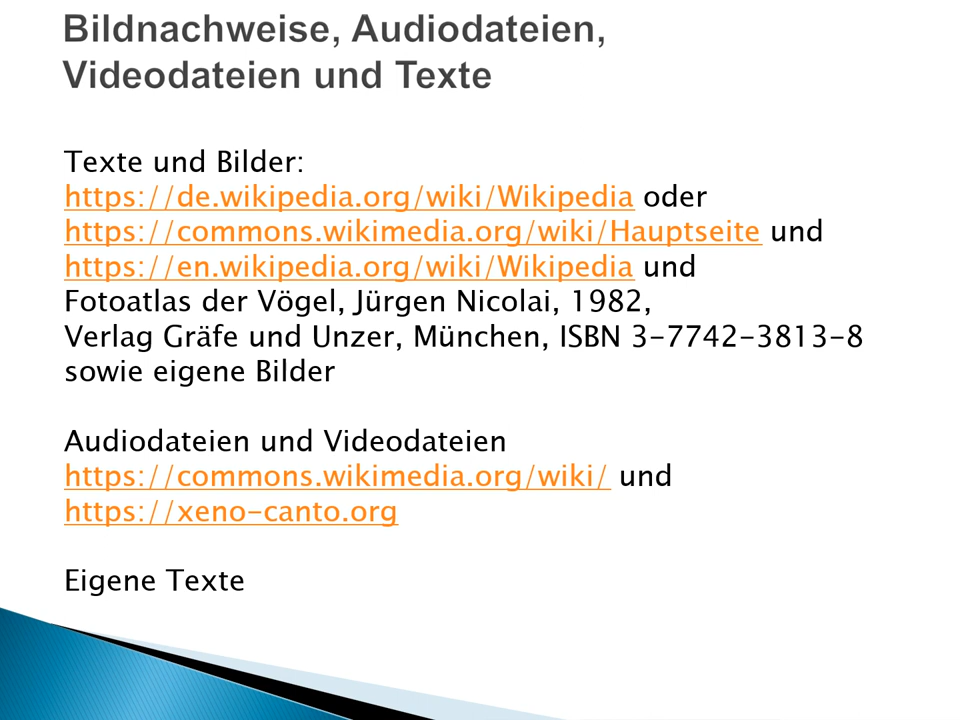 Bildnachweise, Audiodateien,
Videodateien und Texte
Texte und Bilder:
https://de.wikipedia.org/wiki/Wikipedia oder
https://commons.wikimedia.org/wiki/Hauptseite und
https://en.wikipedia.org/wiki/Wikipedia und
Fotoatlas der Vögel, Jürgen Nicolai, 1982,
Verlag Gräfe und Unzer, München, ISBN 3-7742-3813-8
sowie eigene Bilder
Audiodateien und Videodateien
https://commons.wikimedia.org/wiki/ und
https://xeno-canto.org
Eigene Texte